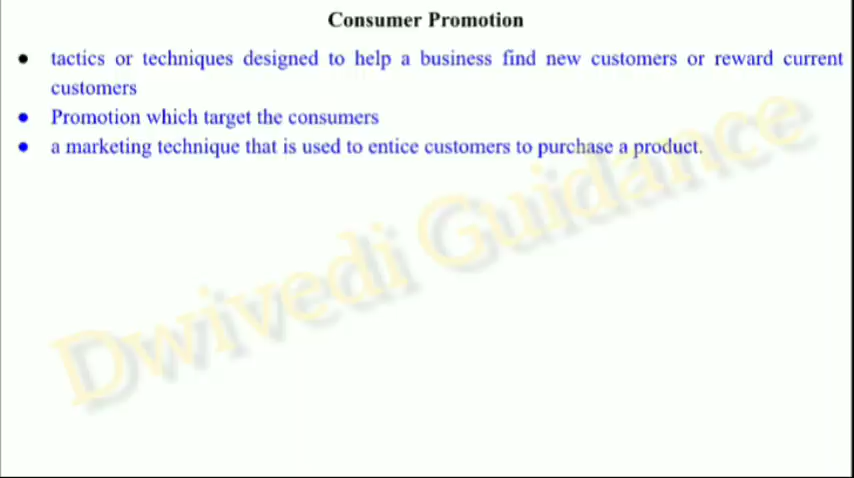 Consumer Promotion
● tactics or techniques designed to help a business find new customers or reward current
customers
● Promotion which target the consumers
● a marketing technique that is used to entice customers to purchase a product.
Dwivedi Guidance